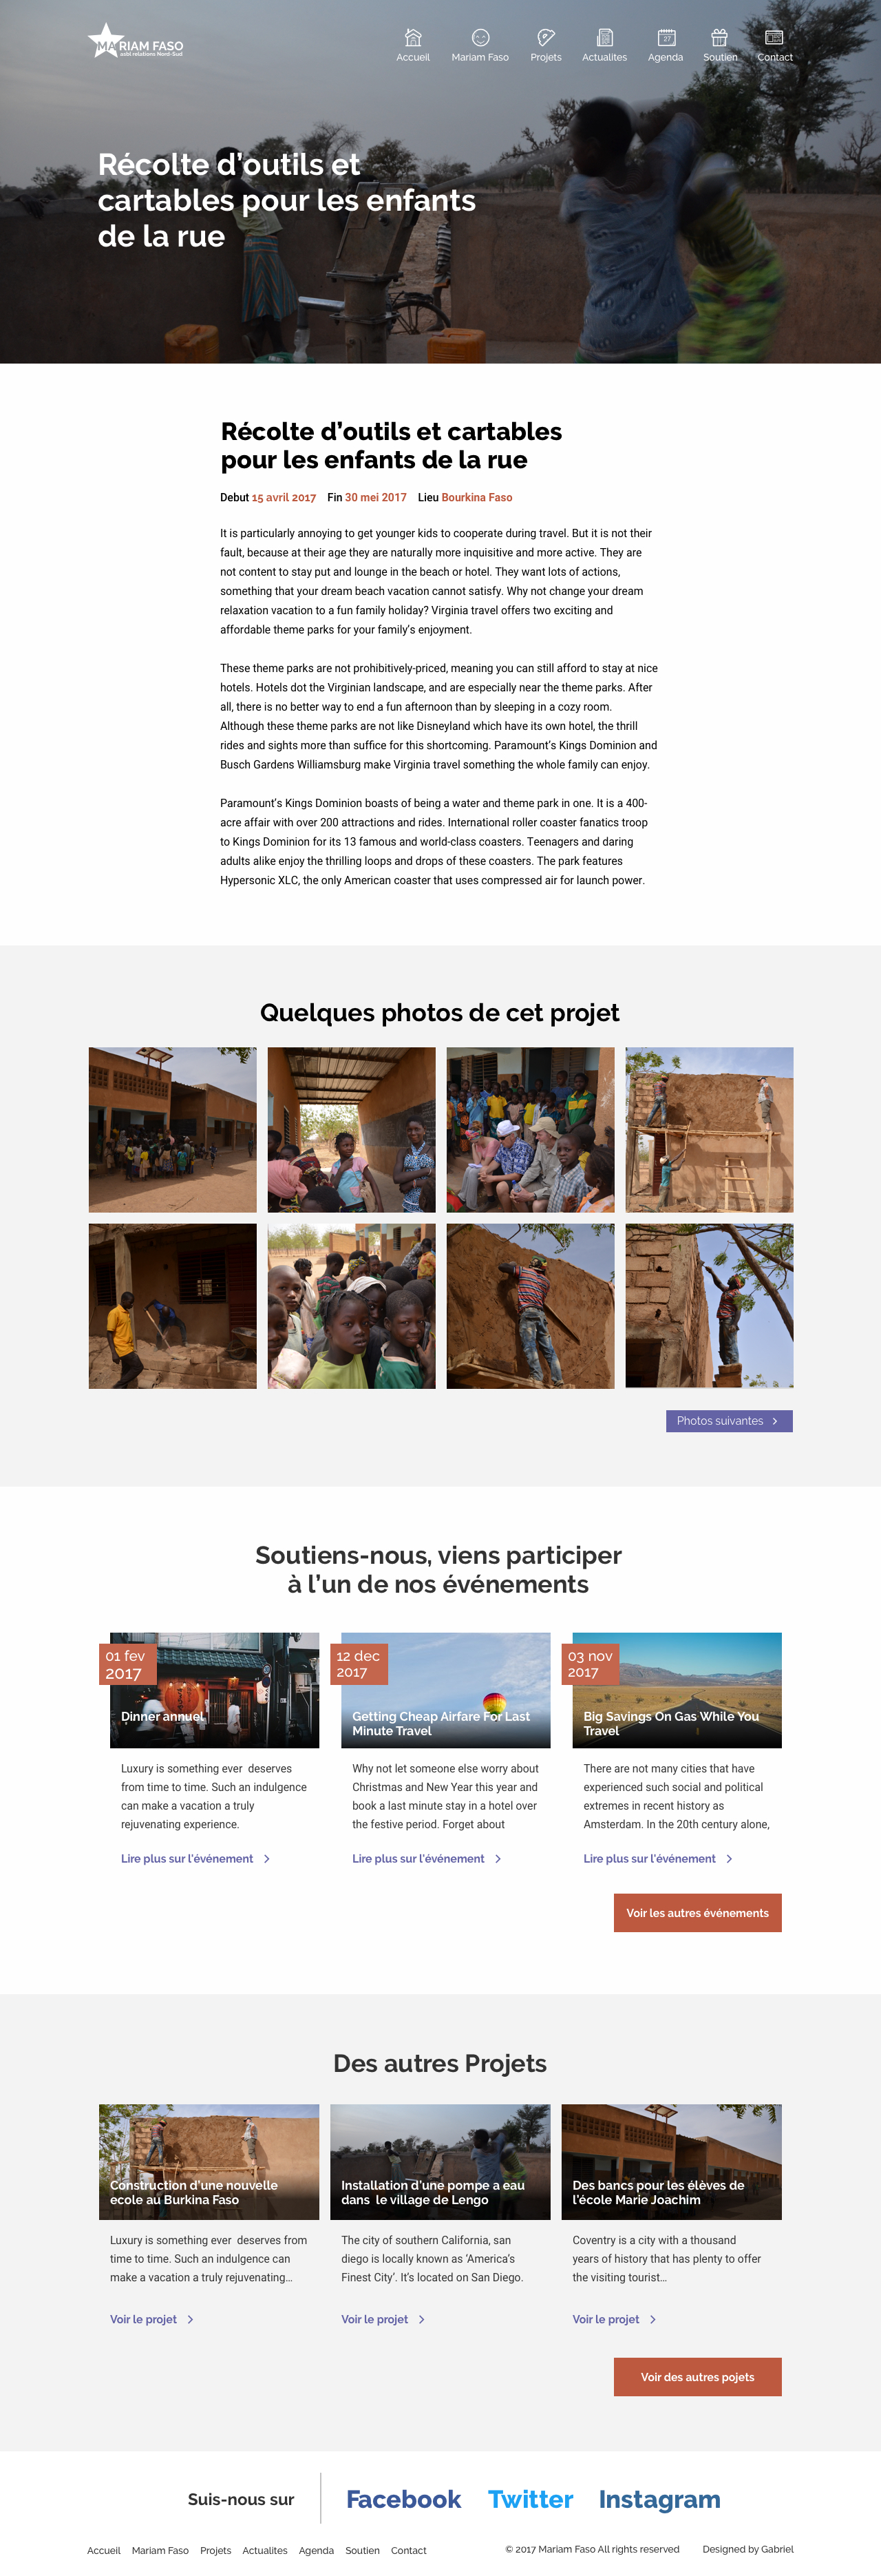 MARIAM FASO
asbl relations Nord-Sud
Accueil
Mariam Faso
Projets
Actualites
27
Agenda
Soutien
Contact
Récolte d'outils et
cartables pour les enfants
de la rue
Récolte d'outils et cartables
pour les enfants de la rue
Debut 15 avril 2017 Fin 30 mei 2017 Lieu Bourkina Faso
It is particularly annoying to get younger kids to cooperate during travel. But it is not their
fault, because at their age they are naturally more inquisitive and more active. They are
not content to stay put and lounge in the beach or hotel. They want lots of actions,
something that your dream beach vacation cannot satisfy. Why not change your dream
relaxation vacation to a fun family holiday? Virginia travel offers two exciting and
affordable theme parks for your family's enjoyment.
These theme parks are not prohibitively-priced, meaning you can still afford to stay at nice
hotels. Hotels dot the Virginian landscape, and are especially near the theme parks. After
all, there is no better way to end a fun afternoon than by sleeping in a cozy room.
Although these theme parks are not like Disneyland which have its own hotel, the thrill
rides and sights more than suffice for this shortcoming. Paramount's Kings Dominion and
Busch Gardens Williamsburg make Virginia travel something the whole family can enjoy.
Paramount's Kings Dominion boasts of being a water and theme park in one. It is a 400-
acre affair with over 200 attractions and rides. International roller coaster fanatics troop
to Kings Dominion for its 13 famous and world-class coasters. Teenagers and daring
adults alike enjoy the thrilling loops and drops of these coasters. The park features
Hypersonic XLC, the only American coaster that uses compressed air for launch power.
Quelques photos de cet projet
Photos suivantes
Soutiens-nous, viens participer
à l'un de nos événements
01 fev
2017
Dinner annuel
Luxury is something ever deserves
from time to time. Such an indulgence
can make a vacation a truly
rejuvenating experience.
Lire plus sur l'événement
12 dec
2017
Getting Cheap Airfare For Last
Minute Travel
Why not let someone else worry about
Christmas and New Year this year and
book a last minute stay in a hotel over
the festive period. Forget about
Lire plus sur l'événement
03 nov
2017
Big Savings On Gas While You
Travel
There are not many cities that have
experienced such social and political
extremes in recent history as
Amsterdam. In the 20th century alone,
Lire plus sur l'événement
Voir les autres événements
Des autres Projets
Construction d'une nouvelle
ecole au Burkina Faso
Luxury is something ever deserves from
time to time. Such an indulgence can
make a vacation a truly rejuvenating...
Voir le projet
Installation d'une pompe a eau
dans le village de Lengo
The city of southern California, san
diego is locally known as 'America's
Finest City'. It's located on San Diego.
Voir le projet
Des bancs pour les élèves de
l'école Marie Joachim
Coventry is a city with a thousand
years of history that has plenty to offer
the visiting tourist...
Voir le projet
Voir des autres pojets
Suis-nous sur
Facebook Twitter Instagram
Accueil Mariam Faso Projets Actualites Agenda Soutien Contact
© 2017 Mariam Faso All rights reserved Designed by Gabriel